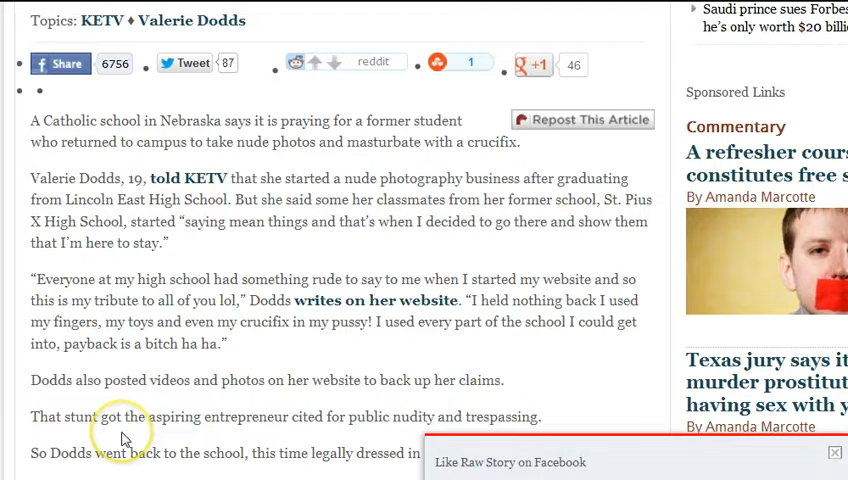 Topics: KETV ♦ Valerie Dodds
Share 6756 Tweet 87 reddit 1 +1 46
Repost This Article
A Catholic school in Nebraska says it is praying for a former student
who returned to campus to take nude photos and masturbate with a crucifix.
Valerie Dodds, 19, told KETV that she started a nude photography business after graduating
from Lincoln East High School. But she said some her classmates from her former school, St. Pius
X High School, started “saying mean things and that’s when I decided to go there and show them
that I’m here to stay.”
“Everyone at my high school had something rude to say to me when I started my website and so
this is my tribute to all of you lol,” Dodds writes on her website. “I held nothing back I used
my fingers, my toys and even my crucifix in my pussy! I used every part of the school I could get
into, payback is a bitch ha ha.”
Dodds also posted videos and photos on her website to back up her claims.
That stunt got the aspiring entrepreneur cited for public nudity and trespassing.
So Dodds went back to the school, this time legally dressed in
Like Raw Story on Facebook
Saudi prince sues Forbes
he’s only worth $20 billi
Sponsored Links
Commentary
A refresher cour
constitutes free s
By Amanda Marcotte
Texas jury says it
murder prostitut
having sex with y
By Amanda Marcotte